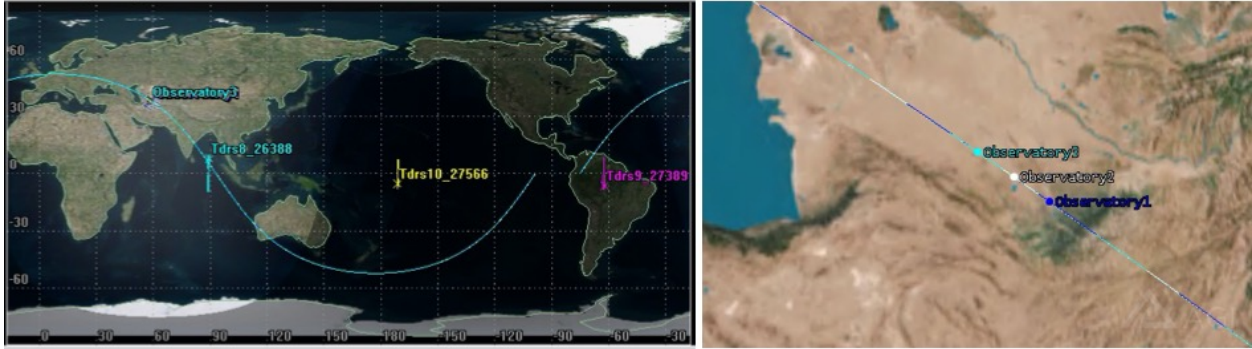 60
Observatory3
30
Tdrs8_26388
0
Tdrs10_27566
Tdrs9_27389
-30
-60
0 30 60 90 120 150 -180 -150 -120 -90 -60 -30
Observatory3
Observatory2
Observatory1